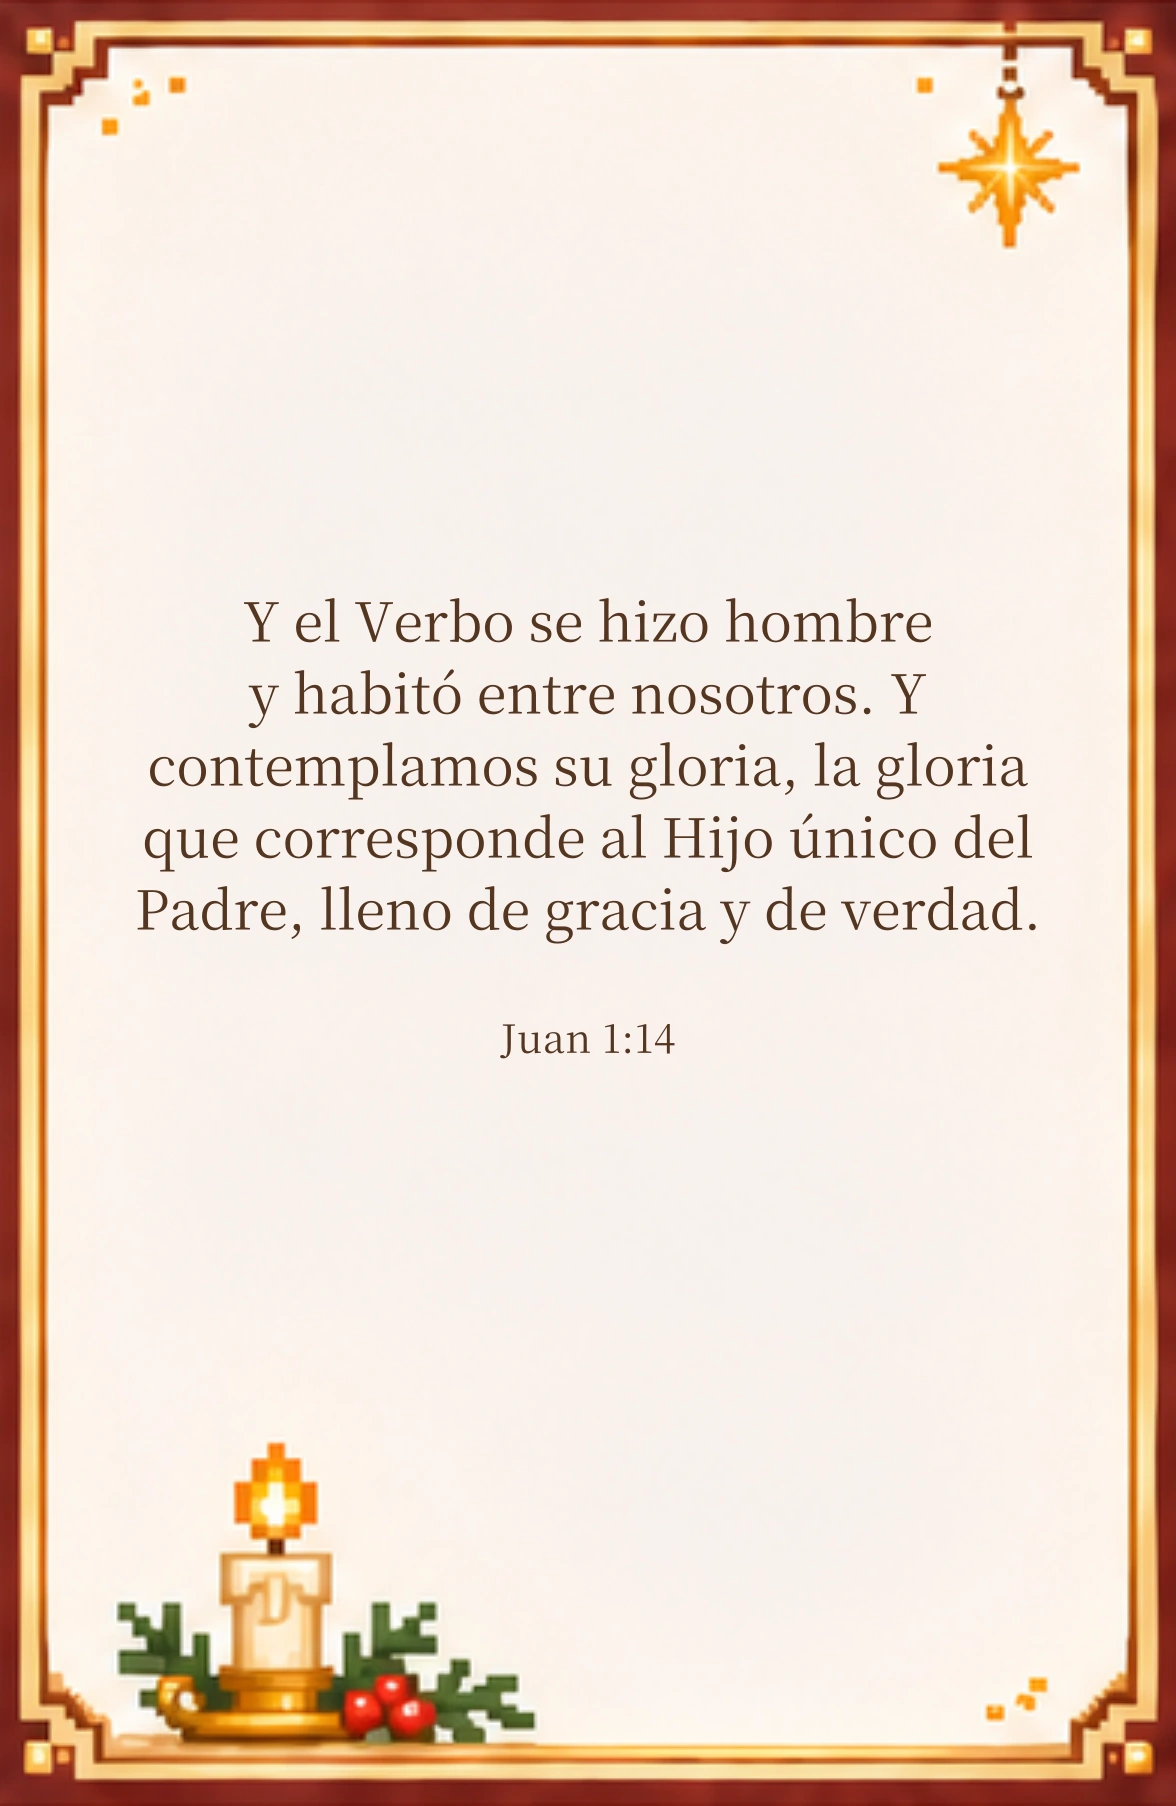 Y el Verbo se hizo hombre
y habitó entre nosotros. Y
contemplamos su gloria, la gloria
que corresponde al Hijo único del
Padre, lleno de gracia y de verdad.
Juan 1:14